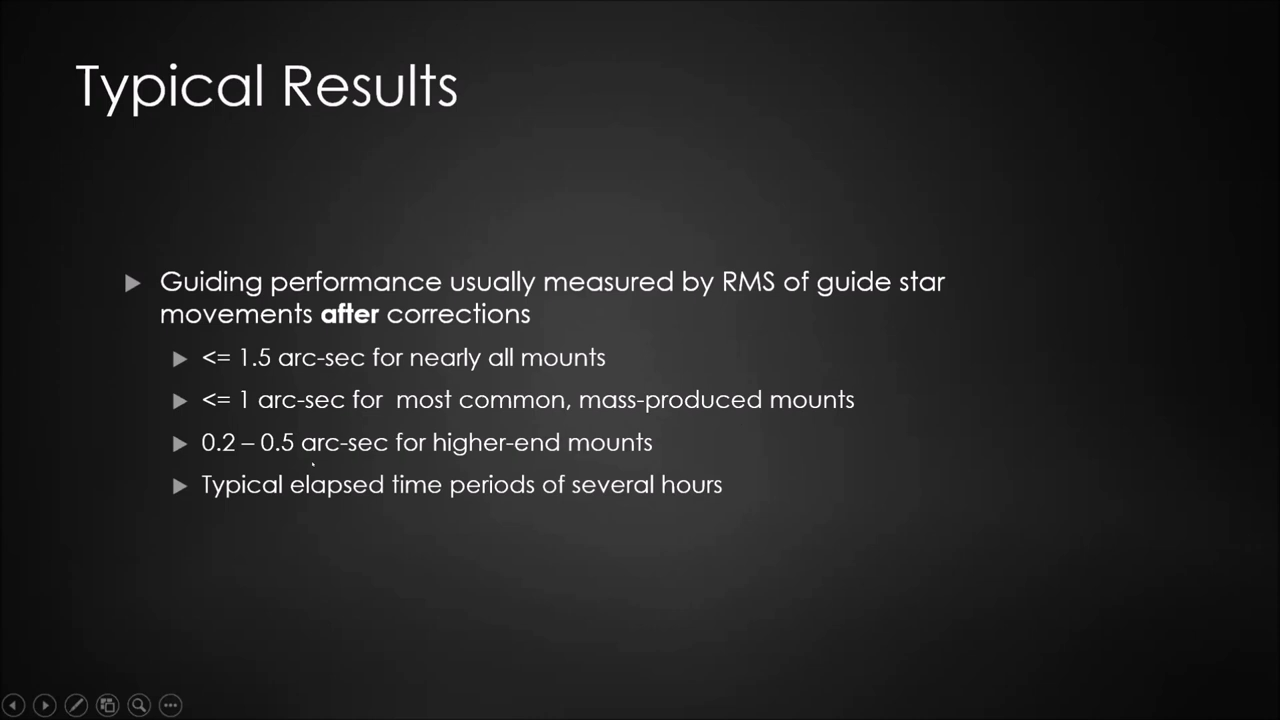 Typical Results
Guiding performance usually measured by RMS of guide star
movements after corrections
<= 1.5 arc-sec for nearly all mounts
<= 1 arc-sec for  most common, mass-produced mounts
0.2 – 0.5 arc-sec for higher-end mounts
Typical elapsed time periods of several hours